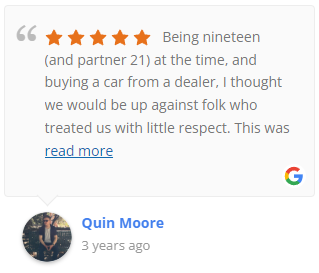 Being nineteen
(and partner 21) at the time, and
buying a car from a dealer, I thought
we would be up against folk who
treated us with little respect. This was
read more
Quin Moore
3 years ago